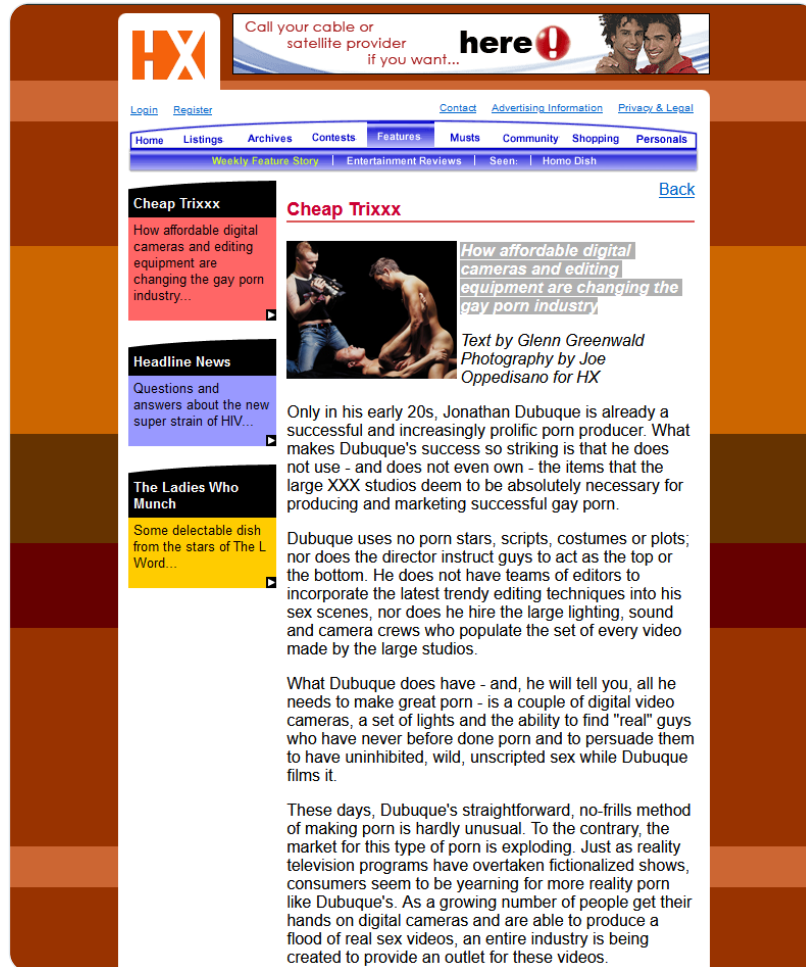 HX
Call your cable or
satellite provider
if you want...
here!
Login Register
Contact Advertising Information Privacy & Legal
Home Listings Archives Contests Features Musts Community Shopping Personals
Weekly Feature Story | Entertainment Reviews | Seen: | Homo Dish
Back
Cheap Trixxx
How affordable digital
cameras and editing
equipment are
changing the gay porn
industry...
Headline News
Questions and
answers about the new
super strain of HIV...
The Ladies Who
Munch
Some delectable dish
from the stars of The L
Word...
Cheap Trixxx
How affordable digital
cameras and editing
equipment are changing the
gay porn industry
Text by Glenn Greenwald
Photography by Joe
Oppedisano for HX
Only in his early 20s, Jonathan Dubuque is already a
successful and increasingly prolific porn producer. What
makes Dubuque's success so striking is that he does
not use - and does not even own - the items that the
large XXX studios deem to be absolutely necessary for
producing and marketing successful gay porn.
Dubuque uses no porn stars, scripts, costumes or plots;
nor does the director instruct guys to act as the top or
the bottom. He does not have teams of editors to
incorporate the latest trendy editing techniques into his
sex scenes, nor does he hire the large lighting, sound
and camera crews who populate the set of every video
made by the large studios.
What Dubuque does have - and, he will tell you, all he
needs to make great porn - is a couple of digital video
cameras, a set of lights and the ability to find "real" guys
who have never before done porn and to persuade them
to have uninhibited, wild, unscripted sex while Dubuque
films it.
These days, Dubuque's straightforward, no-frills method
of making porn is hardly unusual. To the contrary, the
market for this type of porn is exploding. Just as reality
television programs have overtaken fictionalized shows,
consumers seem to be yearning for more reality porn
like Dubuque's. As a growing number of people get their
hands on digital cameras and are able to produce a
flood of real sex videos, an entire industry is being
created to provide an outlet for these videos.